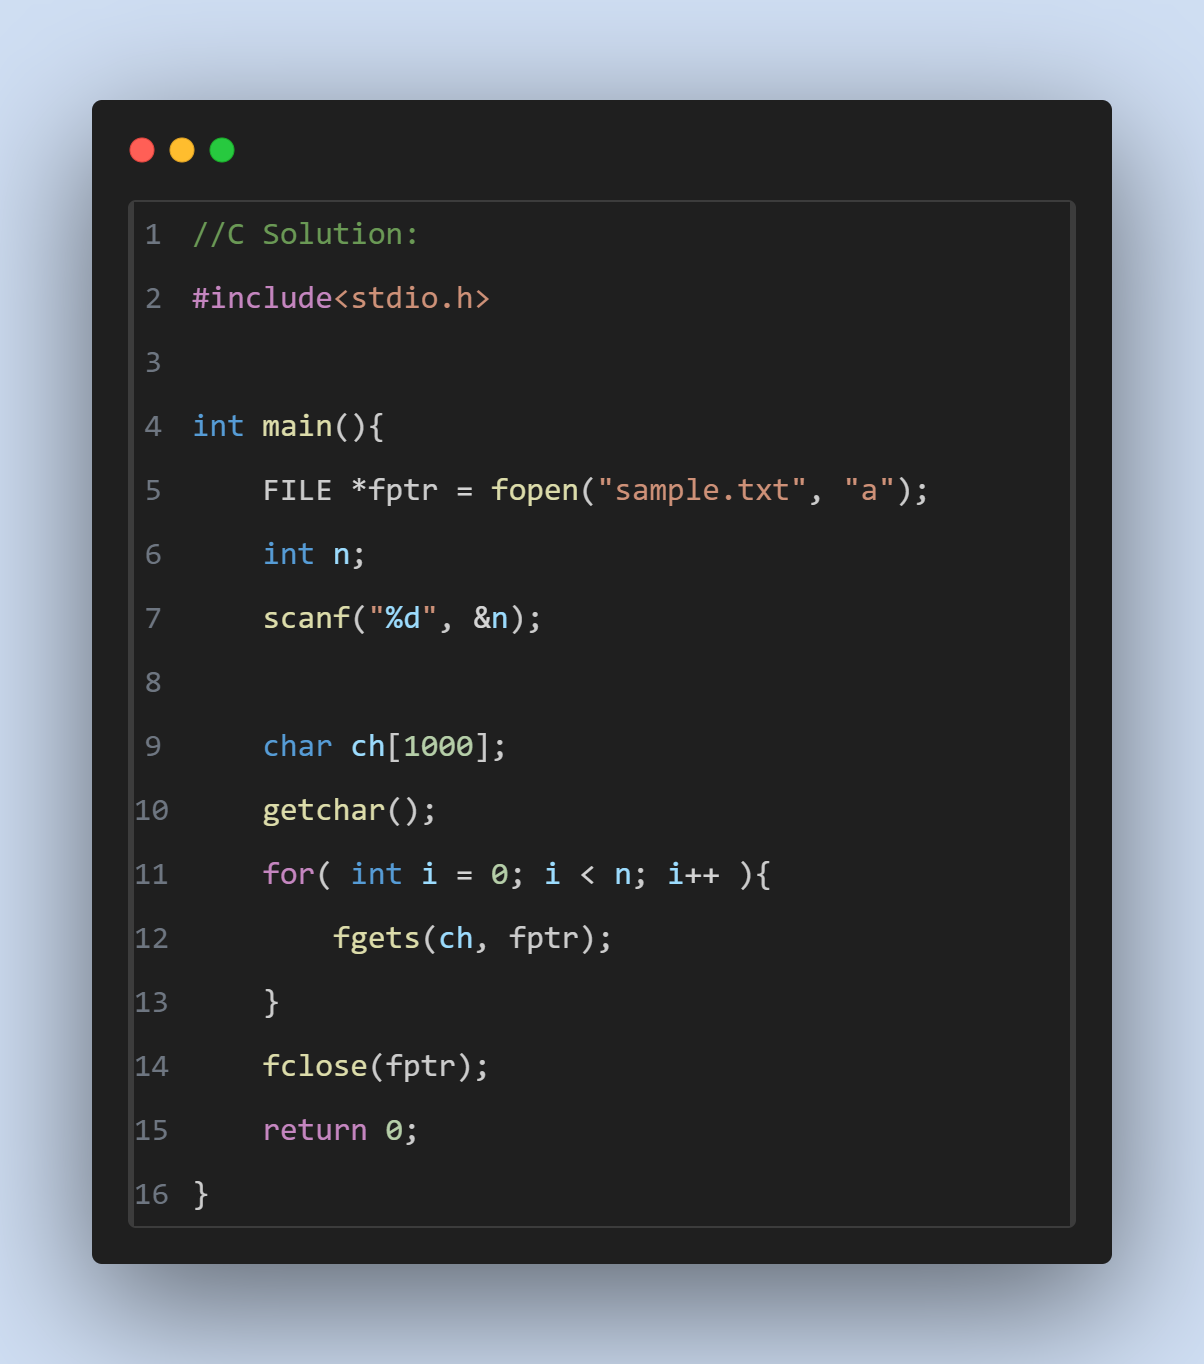 1 //C Solution:
2 #include<stdio.h>
3
4 int main(){
5     FILE *fptr = fopen("sample.txt", "a");
6     int n;
7     scanf("%d", &n);
8
9     char ch[1000];
10     getchar();
11     for( int i = 0; i < n; i++ ){
12         fgets(ch, fptr);
13     }
14     fclose(fptr);
15     return 0;
16 }